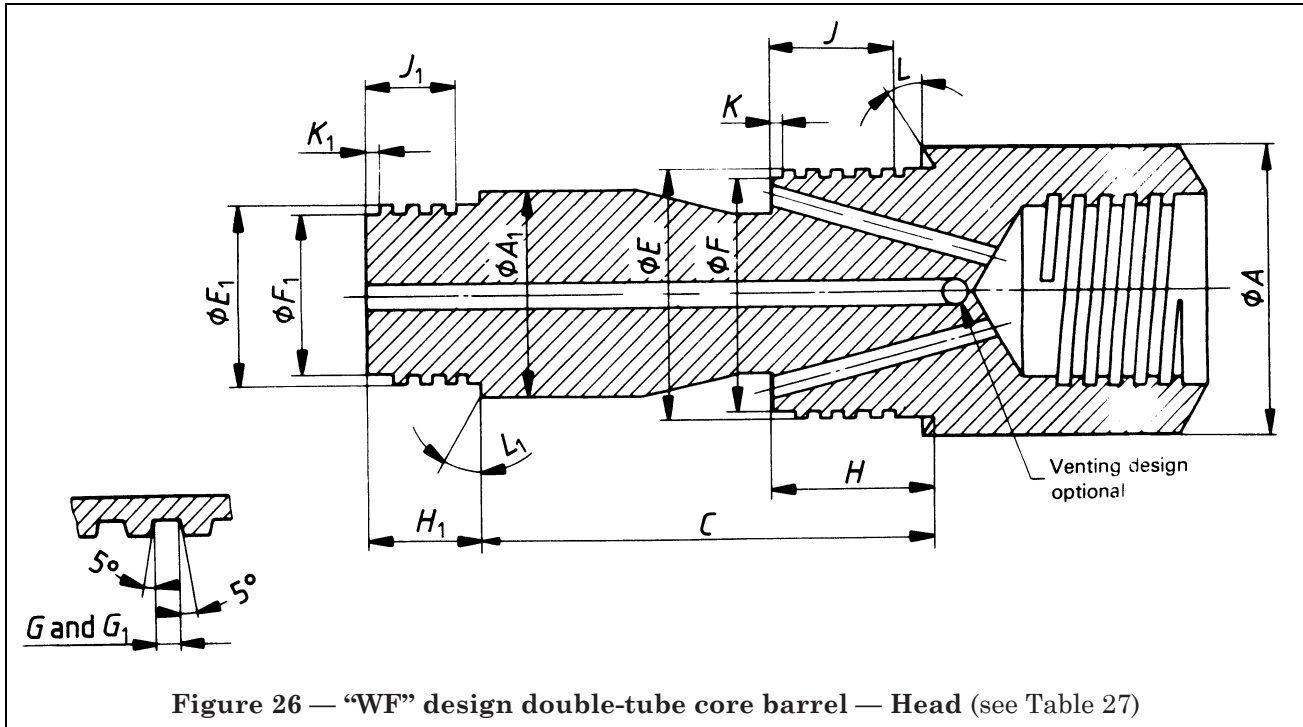 J
J₁
L
K
K₁
ϕE₁
ϕF₁
ϕA₁
ϕE
ϕF
ϕA
L₁
H
Venting design
optional
H₁
C
5°
5°
G and G₁
Figure 26 — “WF” design double-tube core barrel — Head (see Table 27)